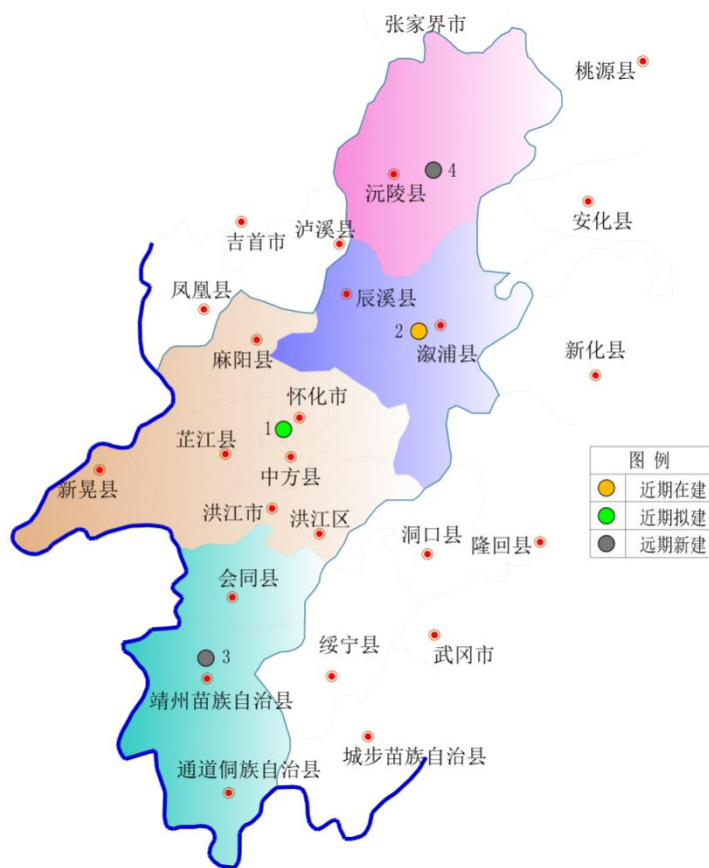 张家界市
桃源县
4
沅陵县
安化县
吉首市
泸溪县
凤凰县
辰溪县
2
溆浦县
麻阳县
新化县
怀化市
1
芷江县
中方县
新晃县
洪江市
洪江区
图 例
近期在建
近期拟建
远期新建
洞口县
隆回县
会同县
绥宁县
武冈市
3
靖州苗族自治县
城步苗族自治县
通道侗族自治县